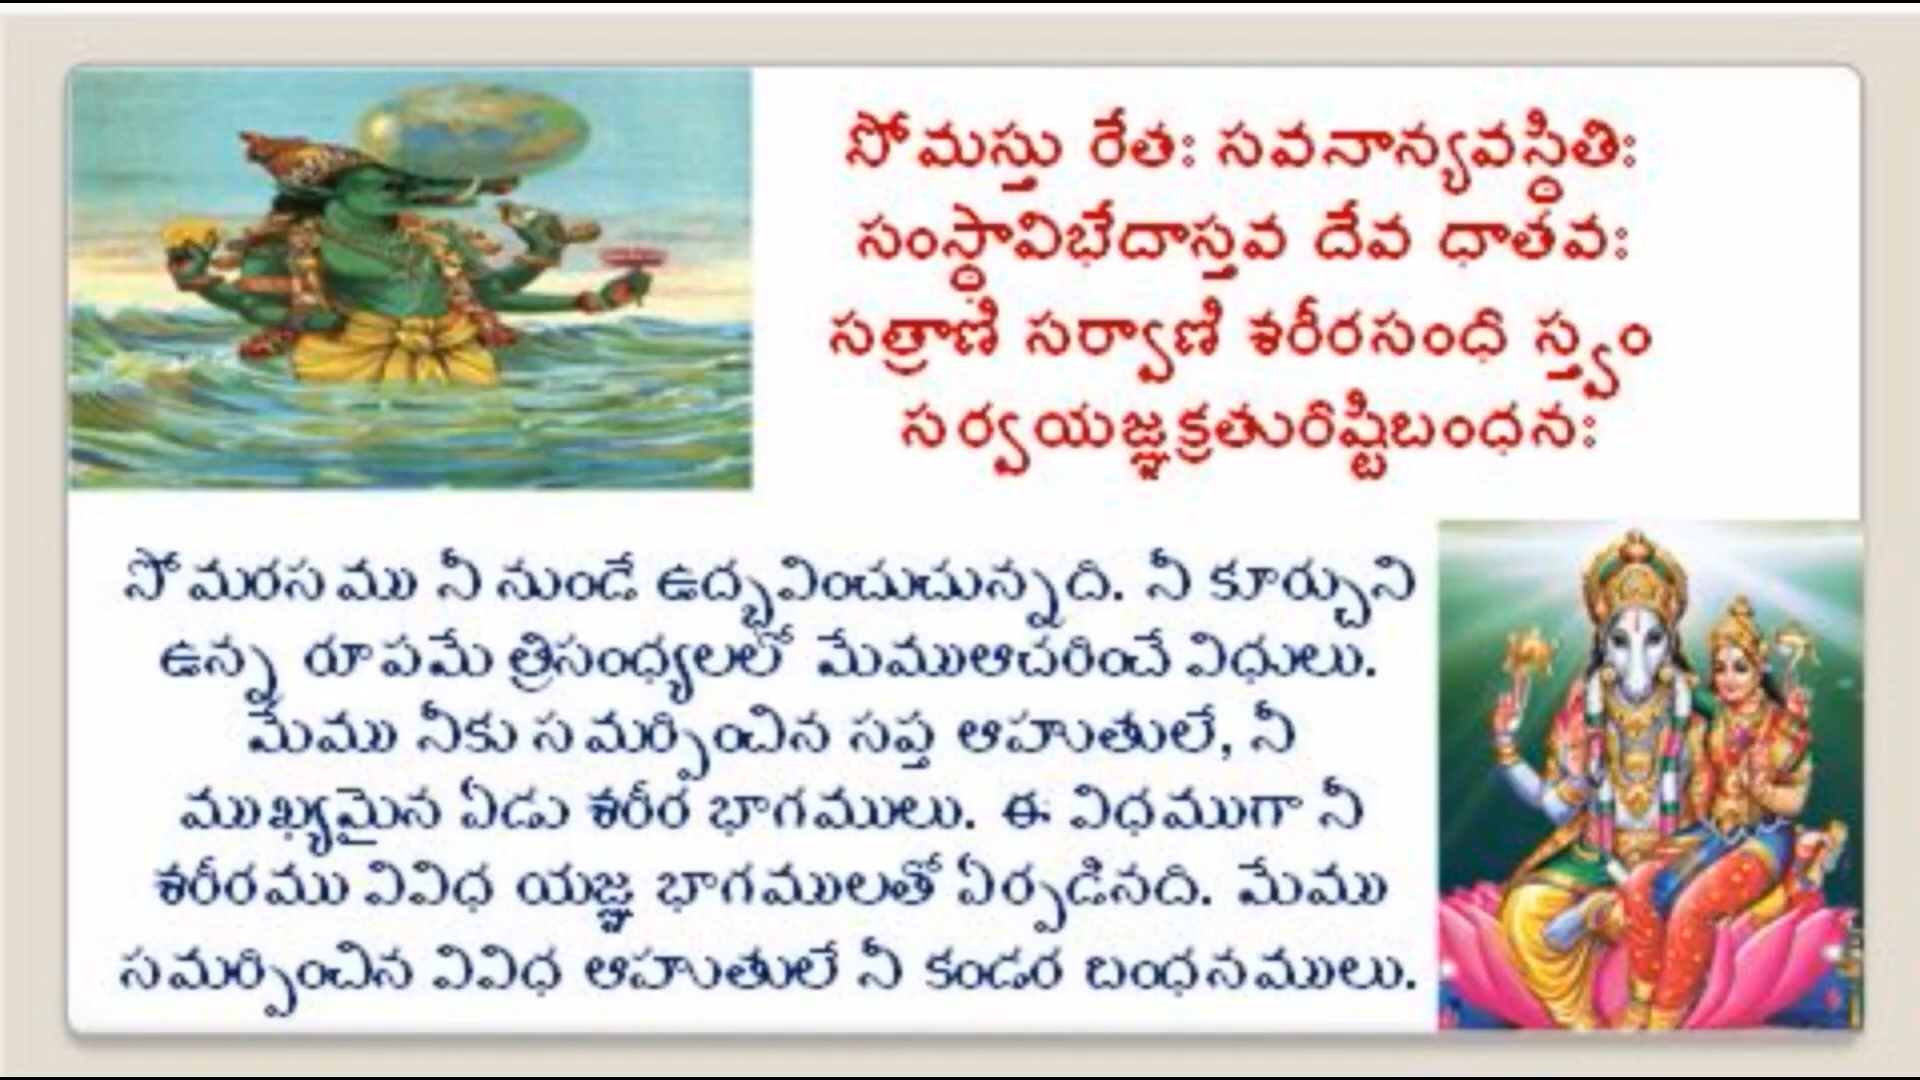 సోమస్తు రేతః సవనాన్యవస్థితిః
సంస్థావిభేదాస్తవ దేవ ధాతవః
సత్రాణి సర్వాణి శరీరసంధి స్త్వం
సర్వయజ్ఞక్రతురిష్టిబంధనః
సోమరసము నీ నుండే ఉద్భవించుచున్నది. నీ కూర్చుని
ఉన్న రూపమే త్రిసంధ్యలలో మేముఆచరించే విధులు.
మేము నీకు సమర్పించిన సప్త ఆహుతులే, నీ
ముఖ్యమైన ఏడు శరీర భాగములు. ఈ విధముగా నీ
శరీరము వివిధ యజ్ఞ భాగములతో ఏర్పడినది. మేము
సమర్పించిన వివిధ ఆహుతులే నీ కండర బంధనములు.